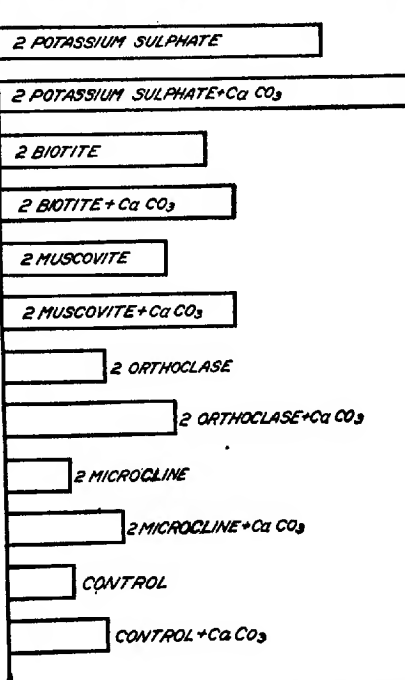 2 POTASSIUM SULPHATE
2 POTASSIUM SULPHATE+Ca CO₃
2 BIOTITE
2 BIOTITE+Ca CO₃
2 MUSCOVITE
2 MUSCOVITE+Ca CO₃
2 ORTHOCLASE
2 ORTHOCLASE+Ca CO₃
2 MICROCLINE
2 MICROCLINE+Ca CO₃
CONTROL
CONTROL+Ca CO₃